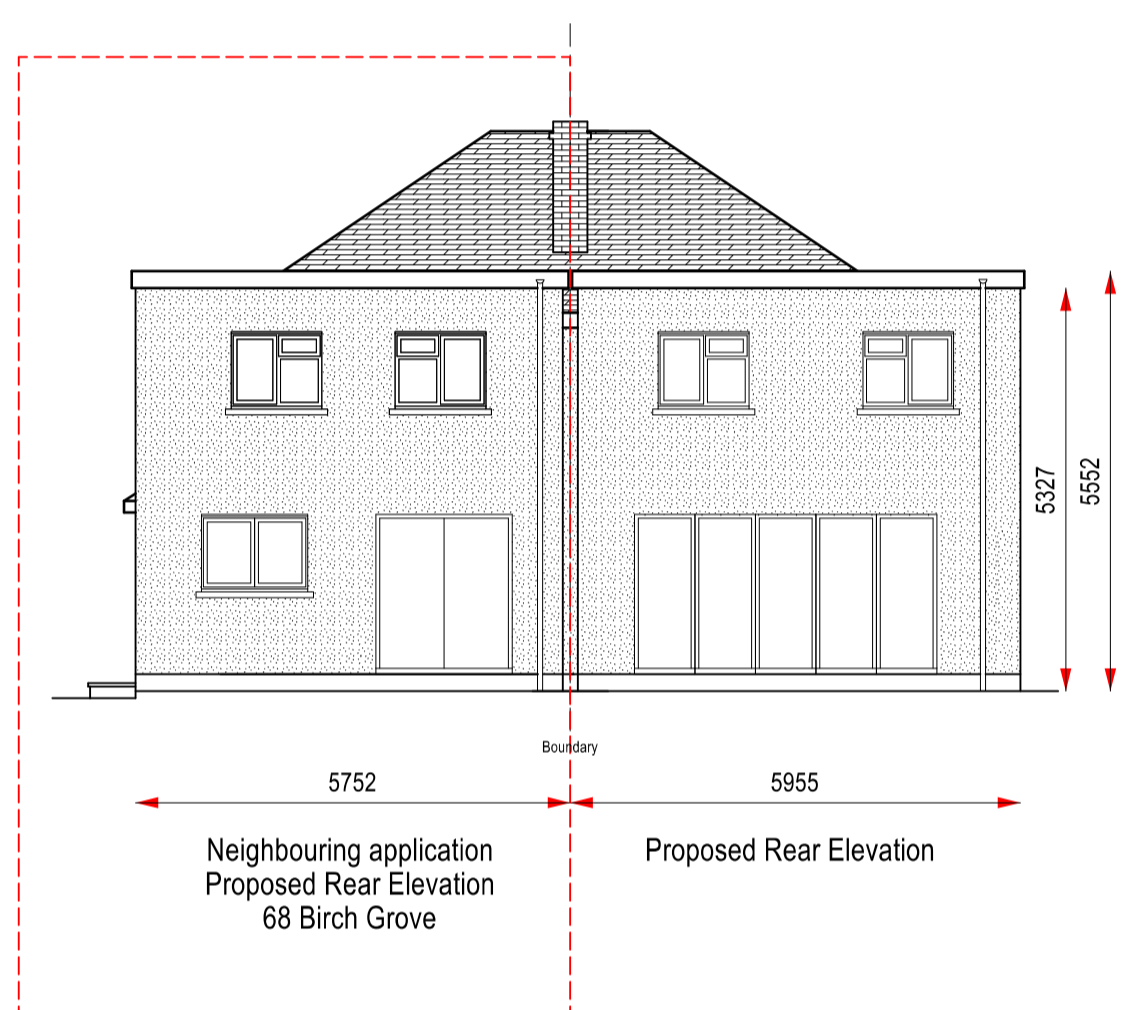 5327
5552
Boundary
5752
5955
Neighbouring application
Proposed Rear Elevation
68 Birch Grove
Proposed Rear Elevation